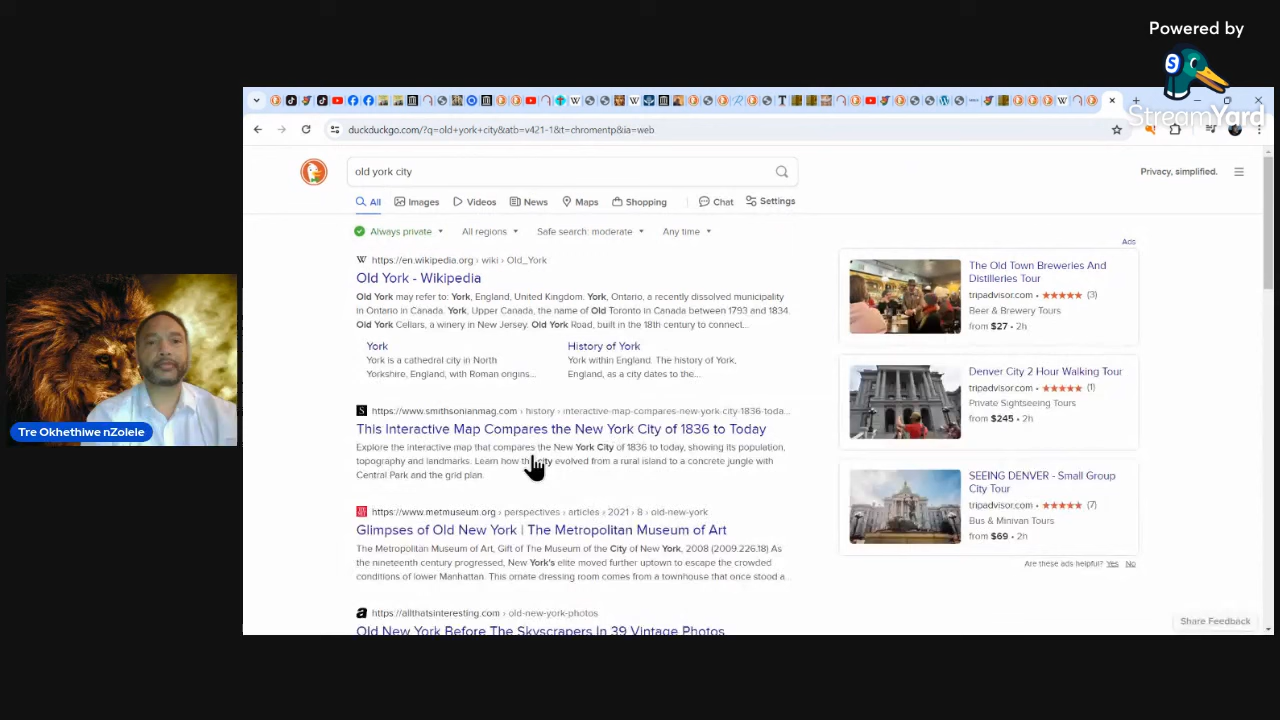 Powered by
S
StreamYard
duckduckgo.com/?q=old+york+city&atb=v421-1&t=chromentp&ia=web
old york city
Privacy, simplified.
All Images Videos News Maps Shopping Chat Settings
Always private All regions Safe search: moderate Any time
Ads
W https://en.wikipedia.org › wiki › Old_York
Old York - Wikipedia
Old York may refer to: York, England, United Kingdom. York, Ontario, a recently dissolved municipality
in Ontario in Canada. York, Upper Canada, the name of Old Toronto in Canada between 1793 and 1834.
Old York Cellars, a winery in New Jersey. Old York Road, built in the 18th century to connect...
York
York is a cathedral city in North
Yorkshire, England, with Roman origins...
History of York
York within England. The history of York,
England, as a city dates to the...
S https://www.smithsonianmag.com › history › interactive-map-compares-new-york-city-1836-toda...
This Interactive Map Compares the New York City of 1836 to Today
Explore the interactive map that compares the New York City of 1836 to today, showing its population,
topography and landmarks. Learn how the city evolved from a rural island to a concrete jungle with
Central Park and the grid plan.
https://www.metmuseum.org › perspectives › articles › 2021 › 8 › old-new-york
Glimpses of Old New York | The Metropolitan Museum of Art
The Metropolitan Museum of Art, Gift of The Museum of the City of New York, 2008 (2009.226.18) As
the nineteenth century progressed, New York's elite moved further uptown to escape the crowded
conditions of lower Manhattan. This ornate dressing room comes from a townhouse that once stood a...
a https://allthatsinteresting.com › old-new-york-photos
Old New York Before The Skyscrapers In 39 Vintage Photos
The Old Town Breweries And
Distilleries Tour
tripadvisor.com • ★★★★★ (3)
Beer & Brewery Tours
from $27 • 2h
Denver City 2 Hour Walking Tour
tripadvisor.com • ★★★★★ (1)
Private Sightseeing Tours
from $245 • 2h
SEEING DENVER - Small Group
City Tour
tripadvisor.com • ★★★★★ (7)
Bus & Minivan Tours
from $69 • 2h
Are these ads helpful? Yes No
Share Feedback
Tre Okhethiwe nZolele